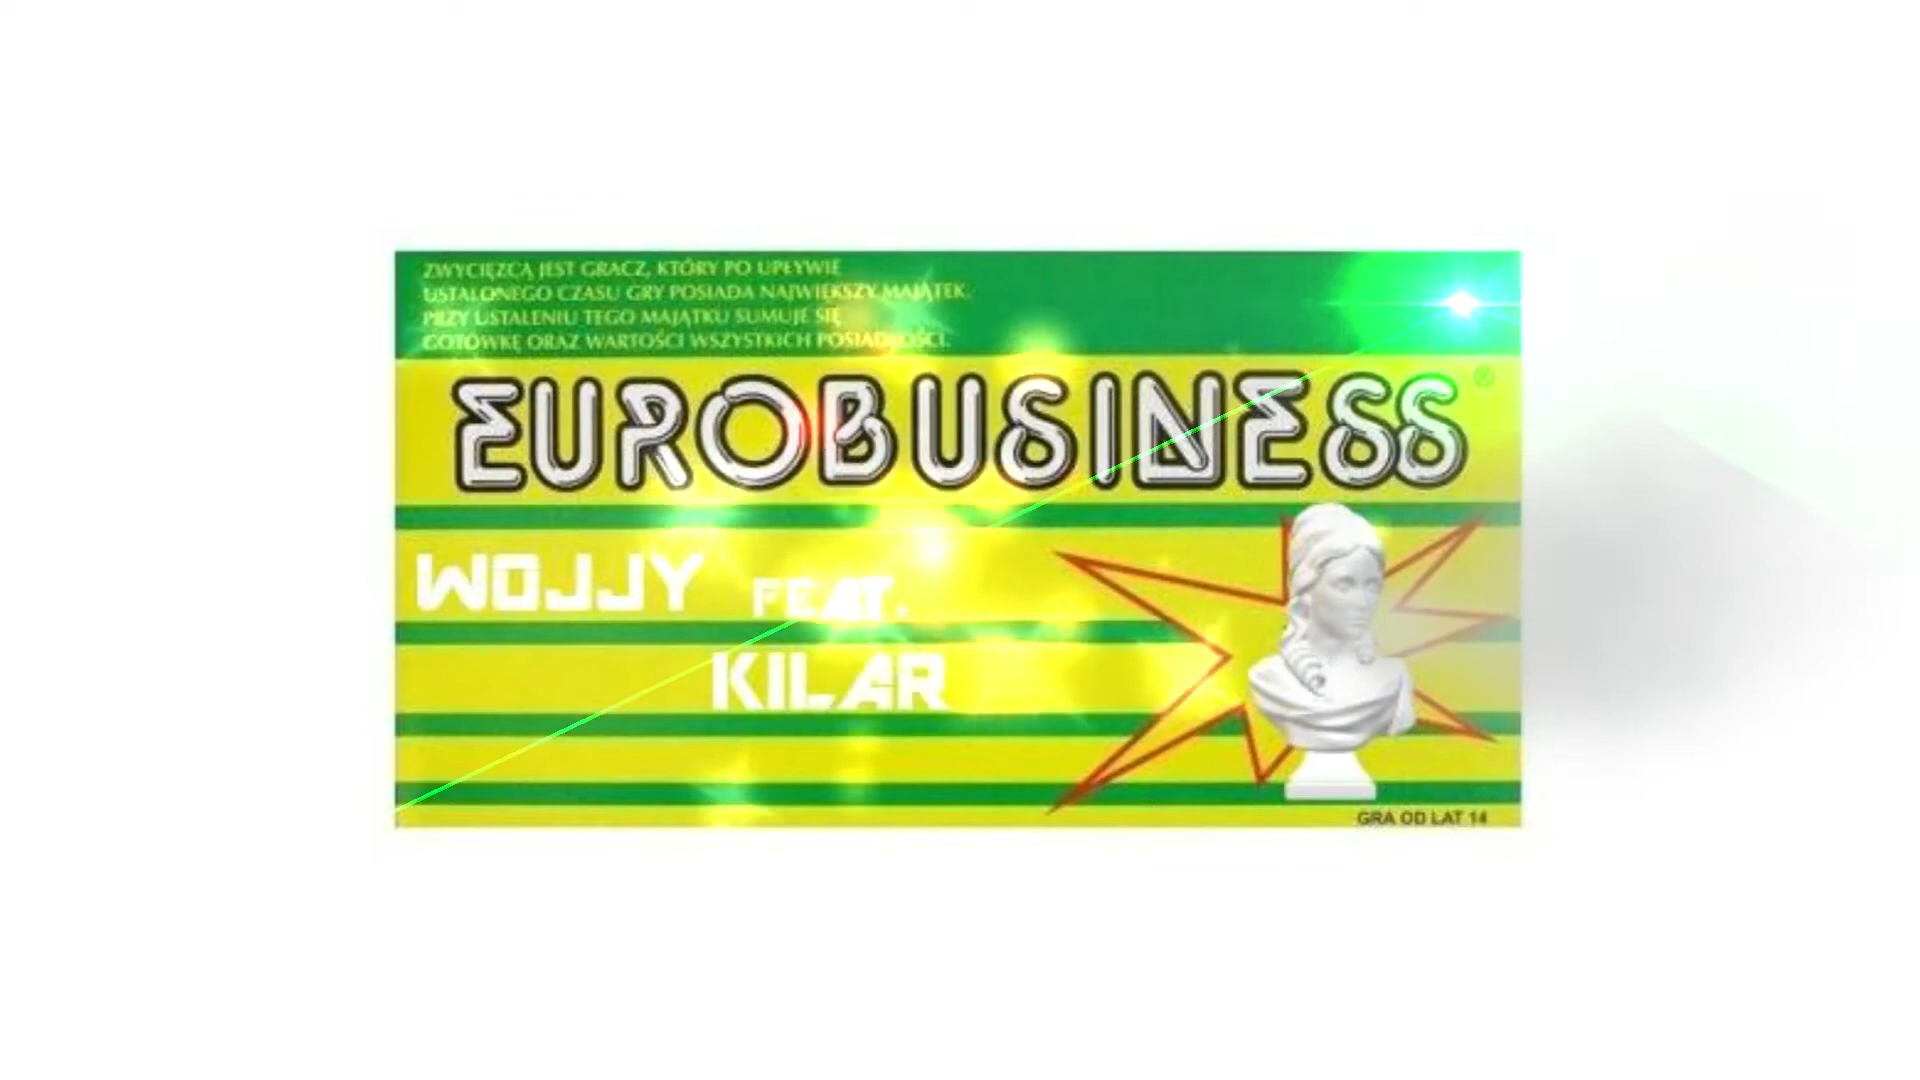 ZWYCIĘZCĄ JEST GRACZ, KTÓRY PO UPŁYWIE
USTALONEGO CZASU GRY POSIADA NAJWIĘKSZY MAJĄTEK.
PRZY USTALENIU TEGO MAJĄTKU SUMUJE SIĘ
GOTÓWKĘ ORAZ WARTOŚCI WSZYSTKICH POSIADŁOŚCI.
EUROBUSINESS®
WOJJY FEAT.
KILAR
GRA OD LAT 14